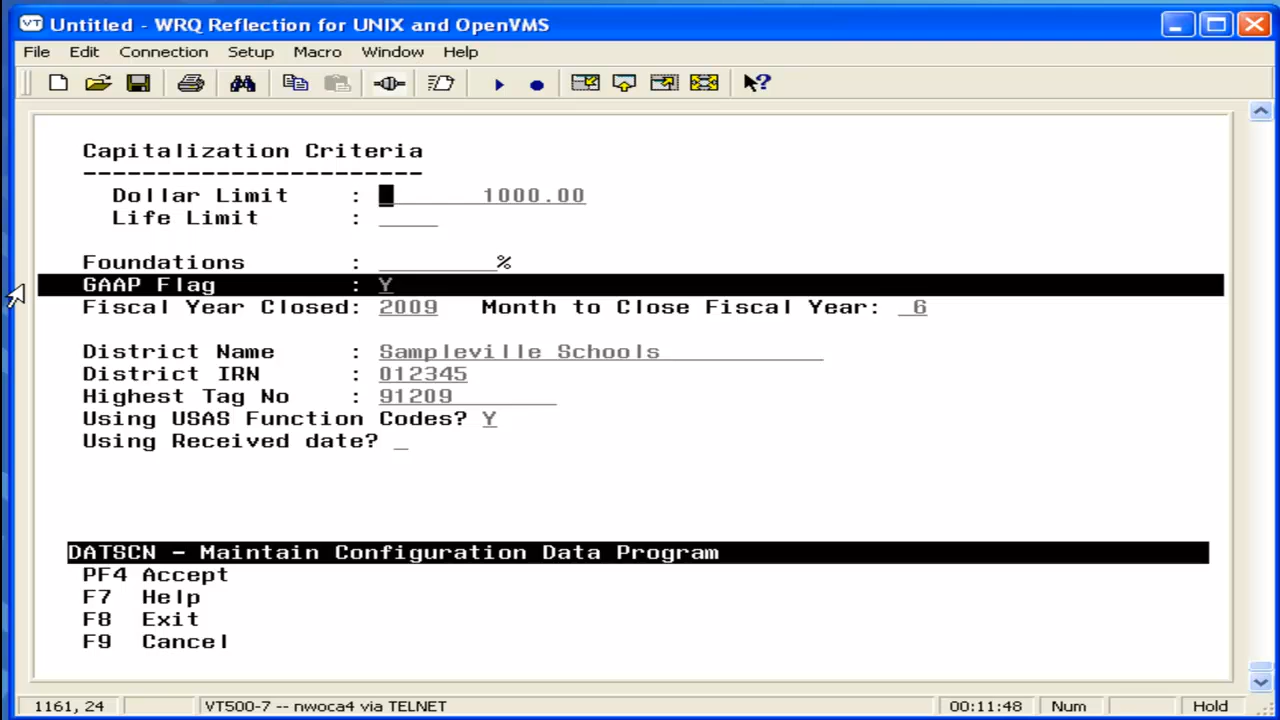 VT Untitled - WRQ Reflection for UNIX and OpenVMS
File Edit Connection Setup Macro Window Help
Capitalization Criteria
-----------------------
Dollar Limit : 1000.00
Life Limit :
Foundations : %
GAAP Flag : Y
Fiscal Year Closed: 2009 Month to Close Fiscal Year: 6
District Name : Sampleville Schools
District IRN : 012345
Highest Tag No : 91209
Using USAS Function Codes? Y
Using Received date? _
DATSCN - Maintain Configuration Data Program
PF4 Accept
F7 Help
F8 Exit
F9 Cancel
1161, 24 VT500-7 -- nwoca4 via TELNET 00:11:48 Num Hold